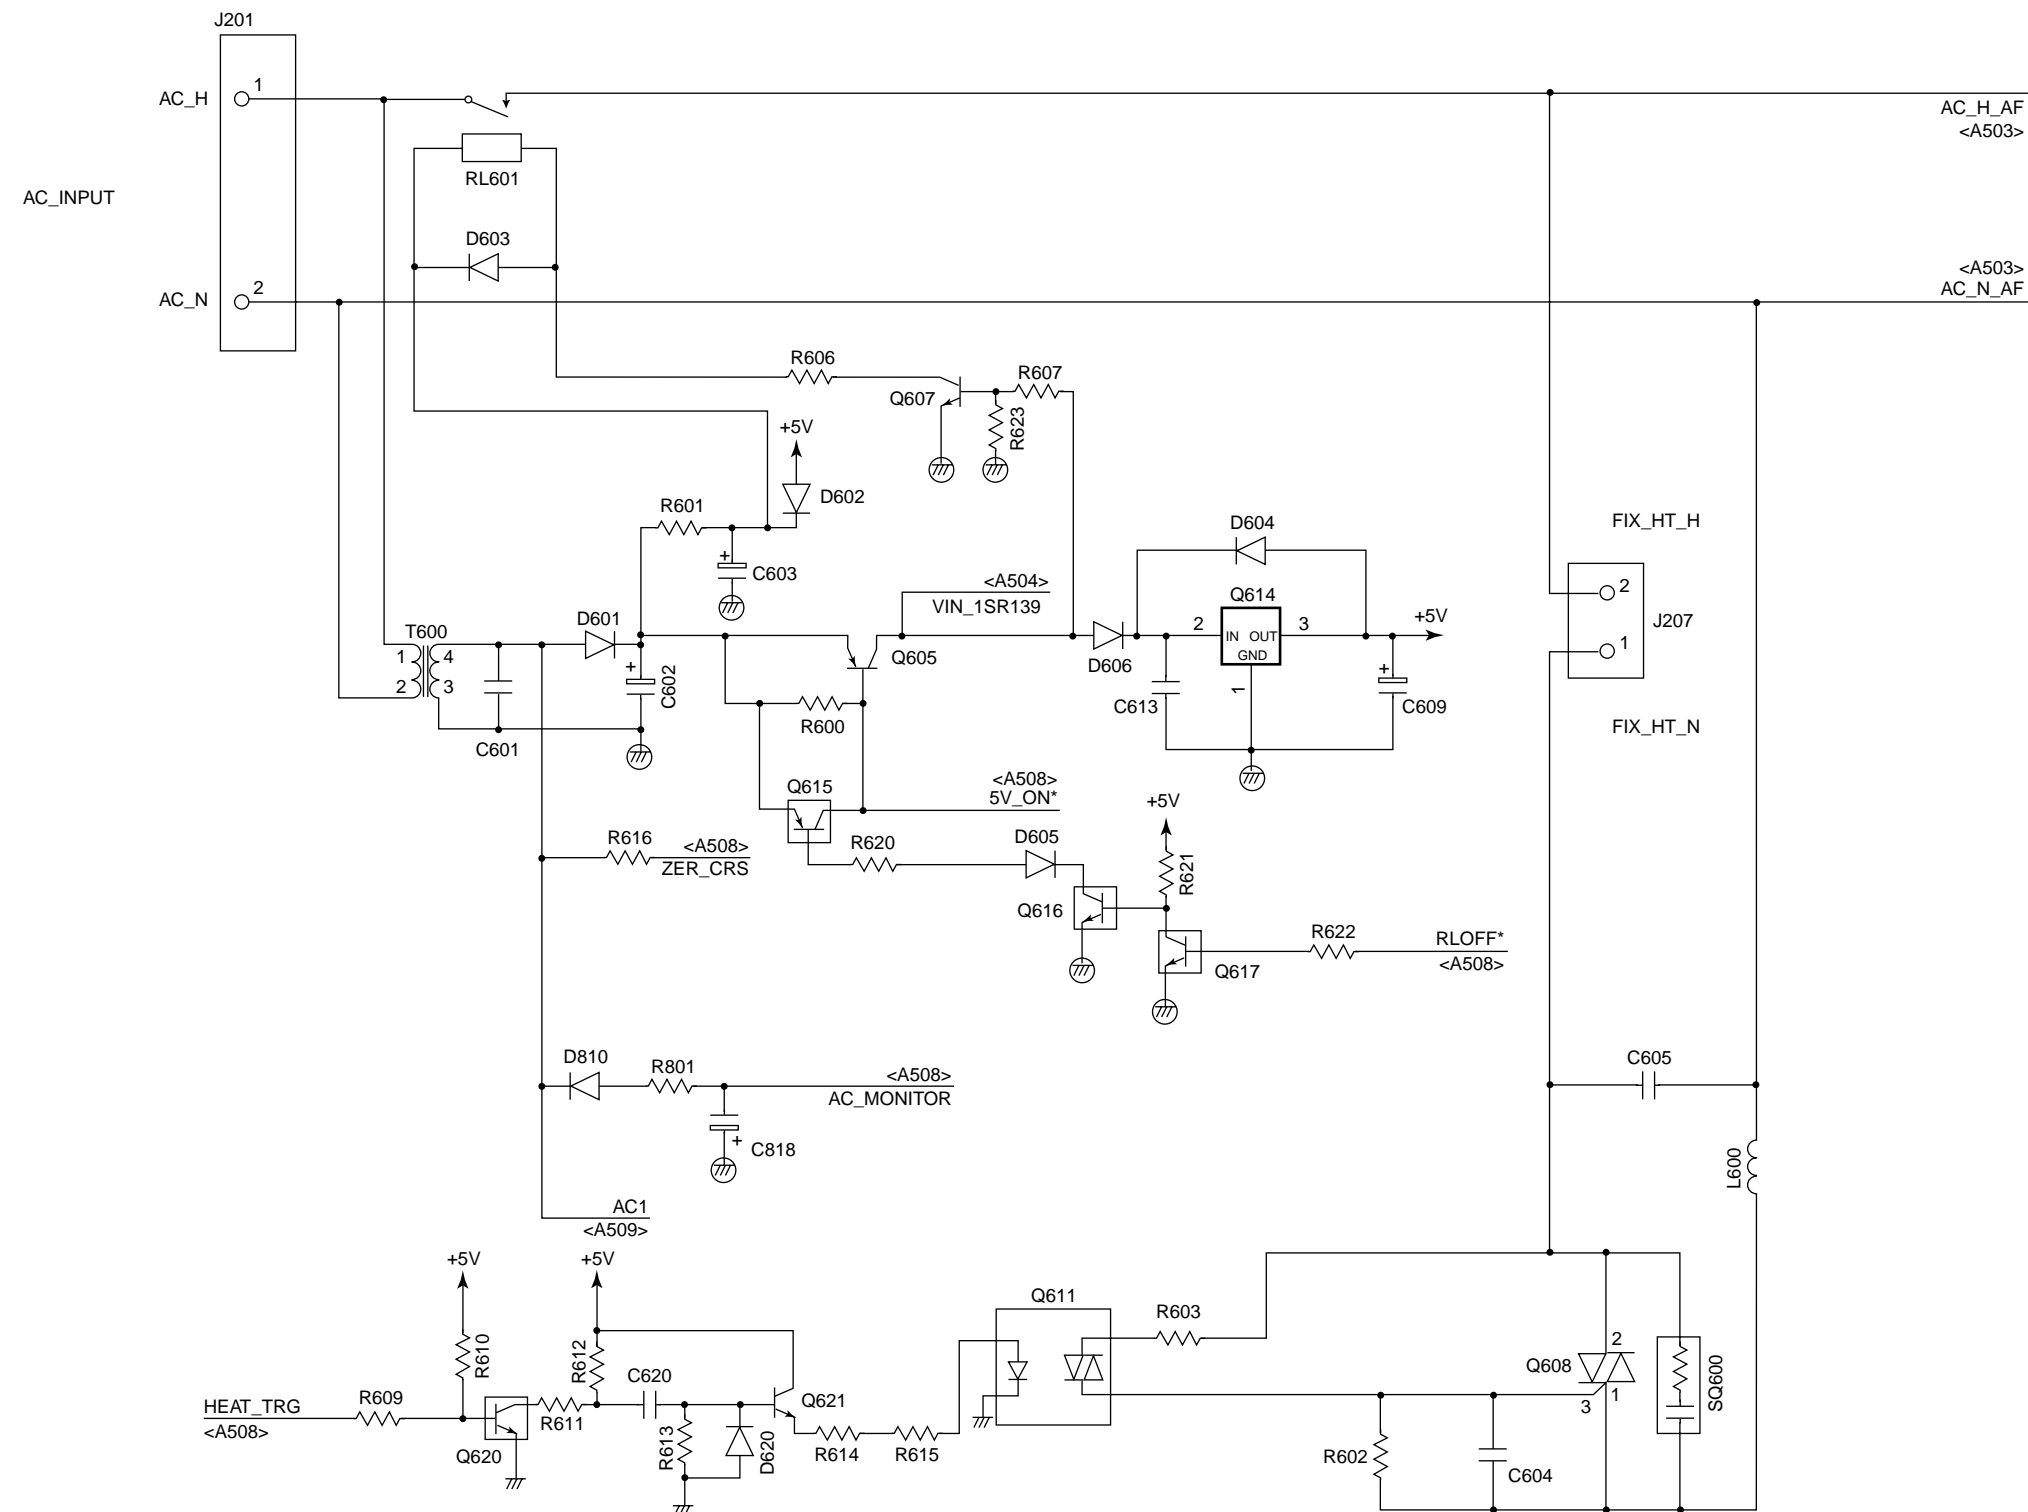 J201
1
AC_H
AC_H_AF
<A503>
RL601
AC_INPUT
D603
<A503>
AC_N
2
AC_N_AF
R606
R607
Q607
R623
+5V
D602
R601
D604
FIX_HT_H
C603
<A504>
VIN_1SR139
Q614
2
J207
1
T600
D601
2
3
+5V
IN OUT
GND
1
4
Q605
D606
2
3
C602
1
C613
C609
R600
FIX_HT_N
C601
Q615
<A508>
5V_ON*
+5V
R616
<A508>
ZER_CRS
R620
D605
R621
Q616
R622
RLOFF*
<A508>
Q617
D810
R801
<A508>
AC_MONITOR
C605
C818
L600
AC1
<A509>
+5V
+5V
Q611
R603
R610
R612
C620
Q608
2
1
3
SQ600
HEAT_TRG
<A508>
R609
R611
Q621
Q620
R613
D620
R614
R615
R602
C604